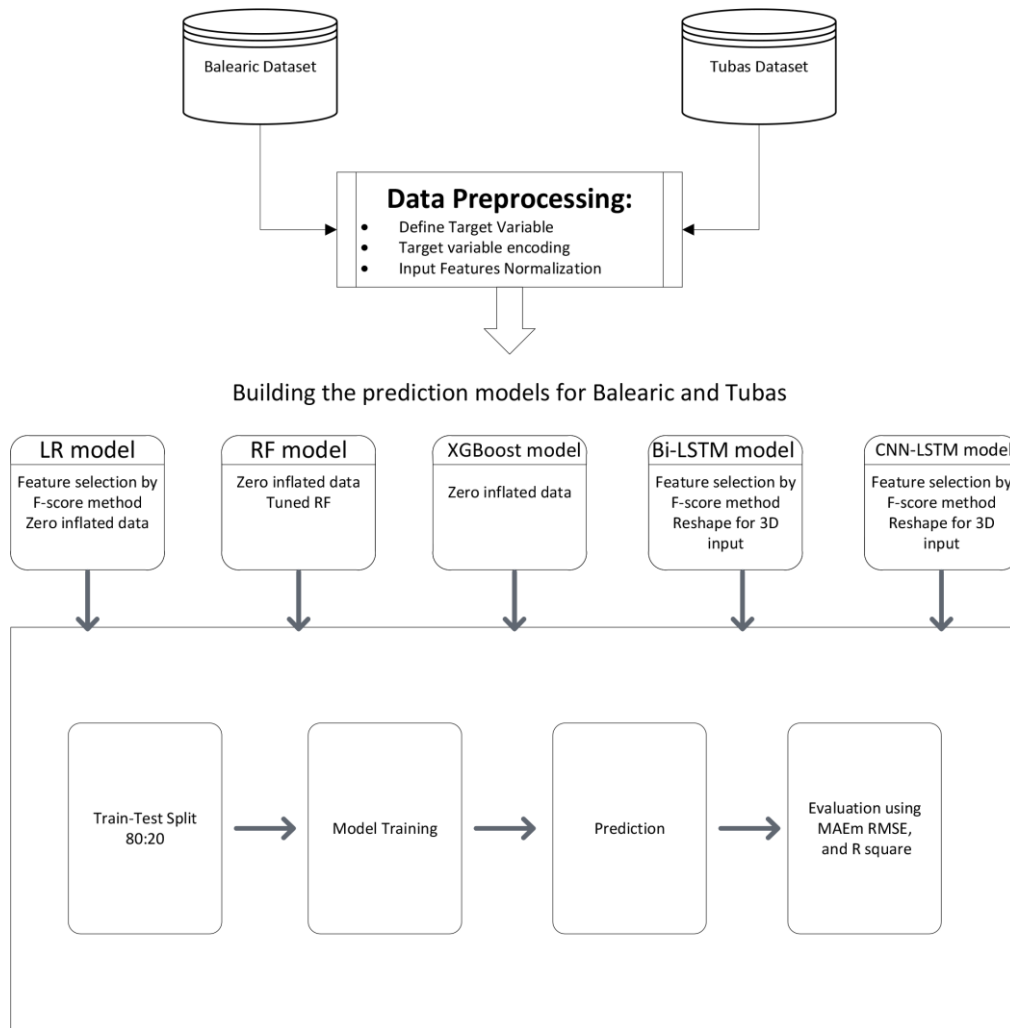 Balearic Dataset
Tubas Dataset
Data Preprocessing:
• Define Target Variable
• Target variable encoding
• Input Features Normalization
Building the prediction models for Balearic and Tubas
LR model
Feature selection by
F-score method
Zero inflated data
RF model
Zero inflated data
Tuned RF
XGBoost model
Zero inflated data
Bi-LSTM model
Feature selection by
F-score method
Reshape for 3D
input
CNN-LSTM model
Feature selection by
F-score method
Reshape for 3D
input
Train-Test Split
80:20
Model Training
Prediction
Evaluation using
MAEm RMSE,
and R square